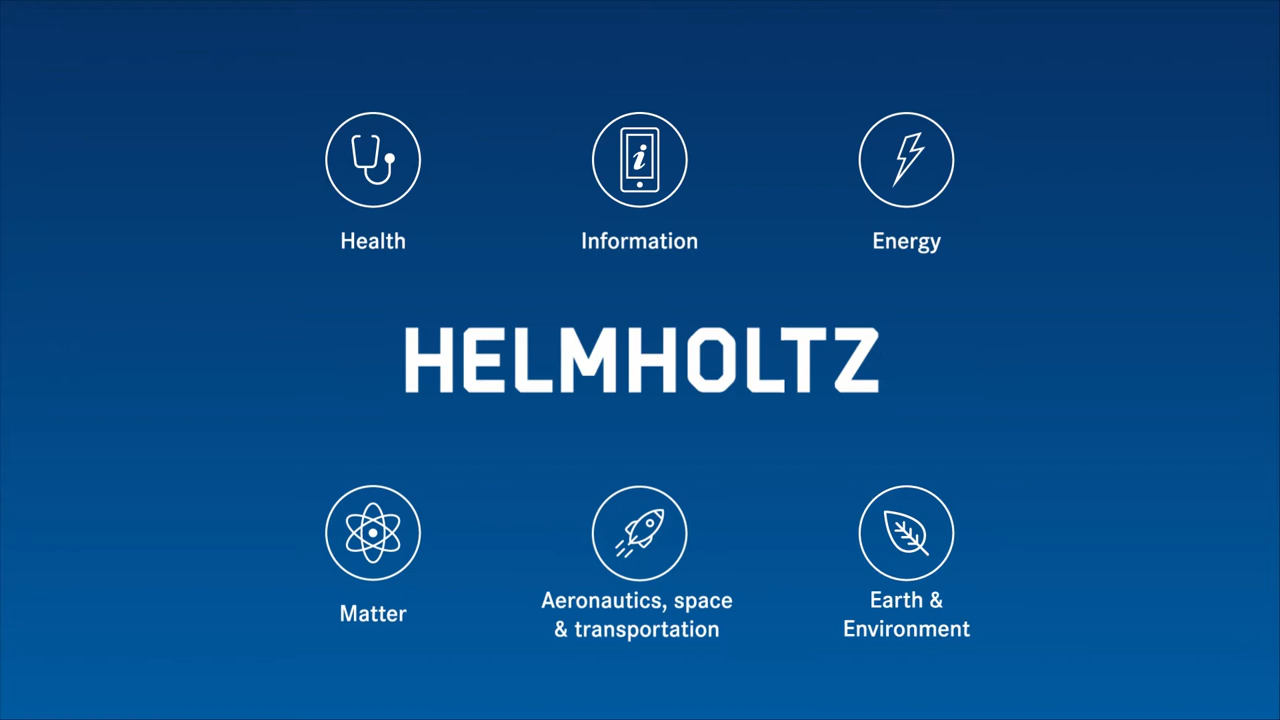 Health
Information
Energy
HELMHOLTZ
Matter
Aeronautics, space
& transportation
Earth &
Environment